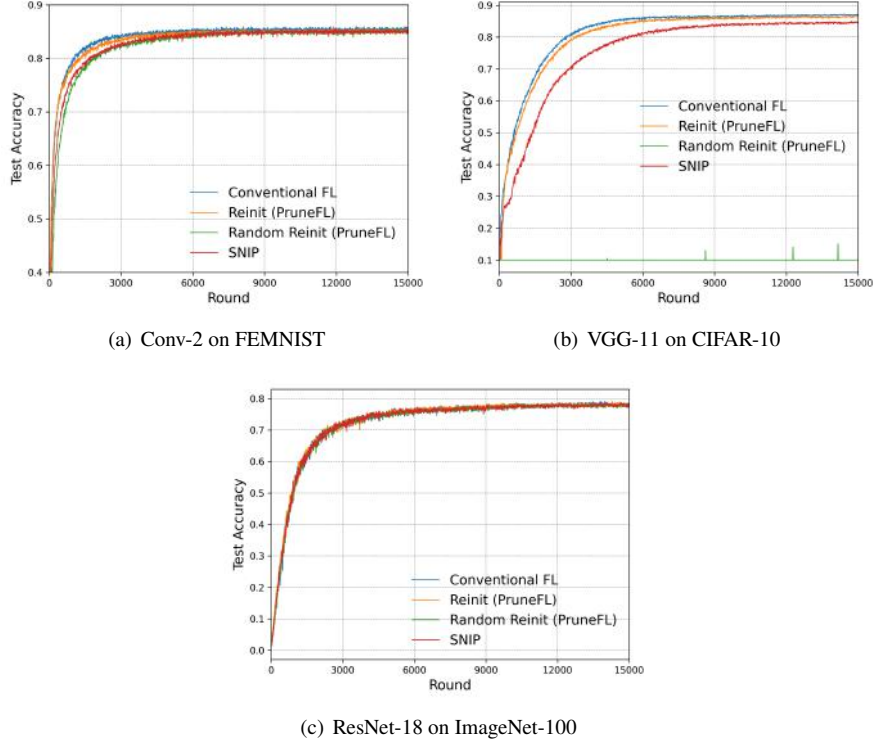 0.9
0.8
0.7
0.6
0.5
0.4
Test Accuracy
0
3000
6000
9000
12000
15000
Round
Conventional FL
Reinit (PruneFL)
Random Reinit (PruneFL)
SNIP
(a) Conv-2 on FEMNIST
0.9
0.8
0.7
0.6
0.5
0.4
0.3
0.2
0.1
Test Accuracy
0
3000
6000
9000
12000
15000
Round
Conventional FL
Reinit (PruneFL)
Random Reinit (PruneFL)
SNIP
(b) VGG-11 on CIFAR-10
0.8
0.7
0.6
0.5
0.4
0.3
0.2
0.1
0.0
Test Accuracy
0
3000
6000
9000
12000
15000
Round
Conventional FL
Reinit (PruneFL)
Random Reinit (PruneFL)
SNIP
(c) ResNet-18 on ImageNet-100